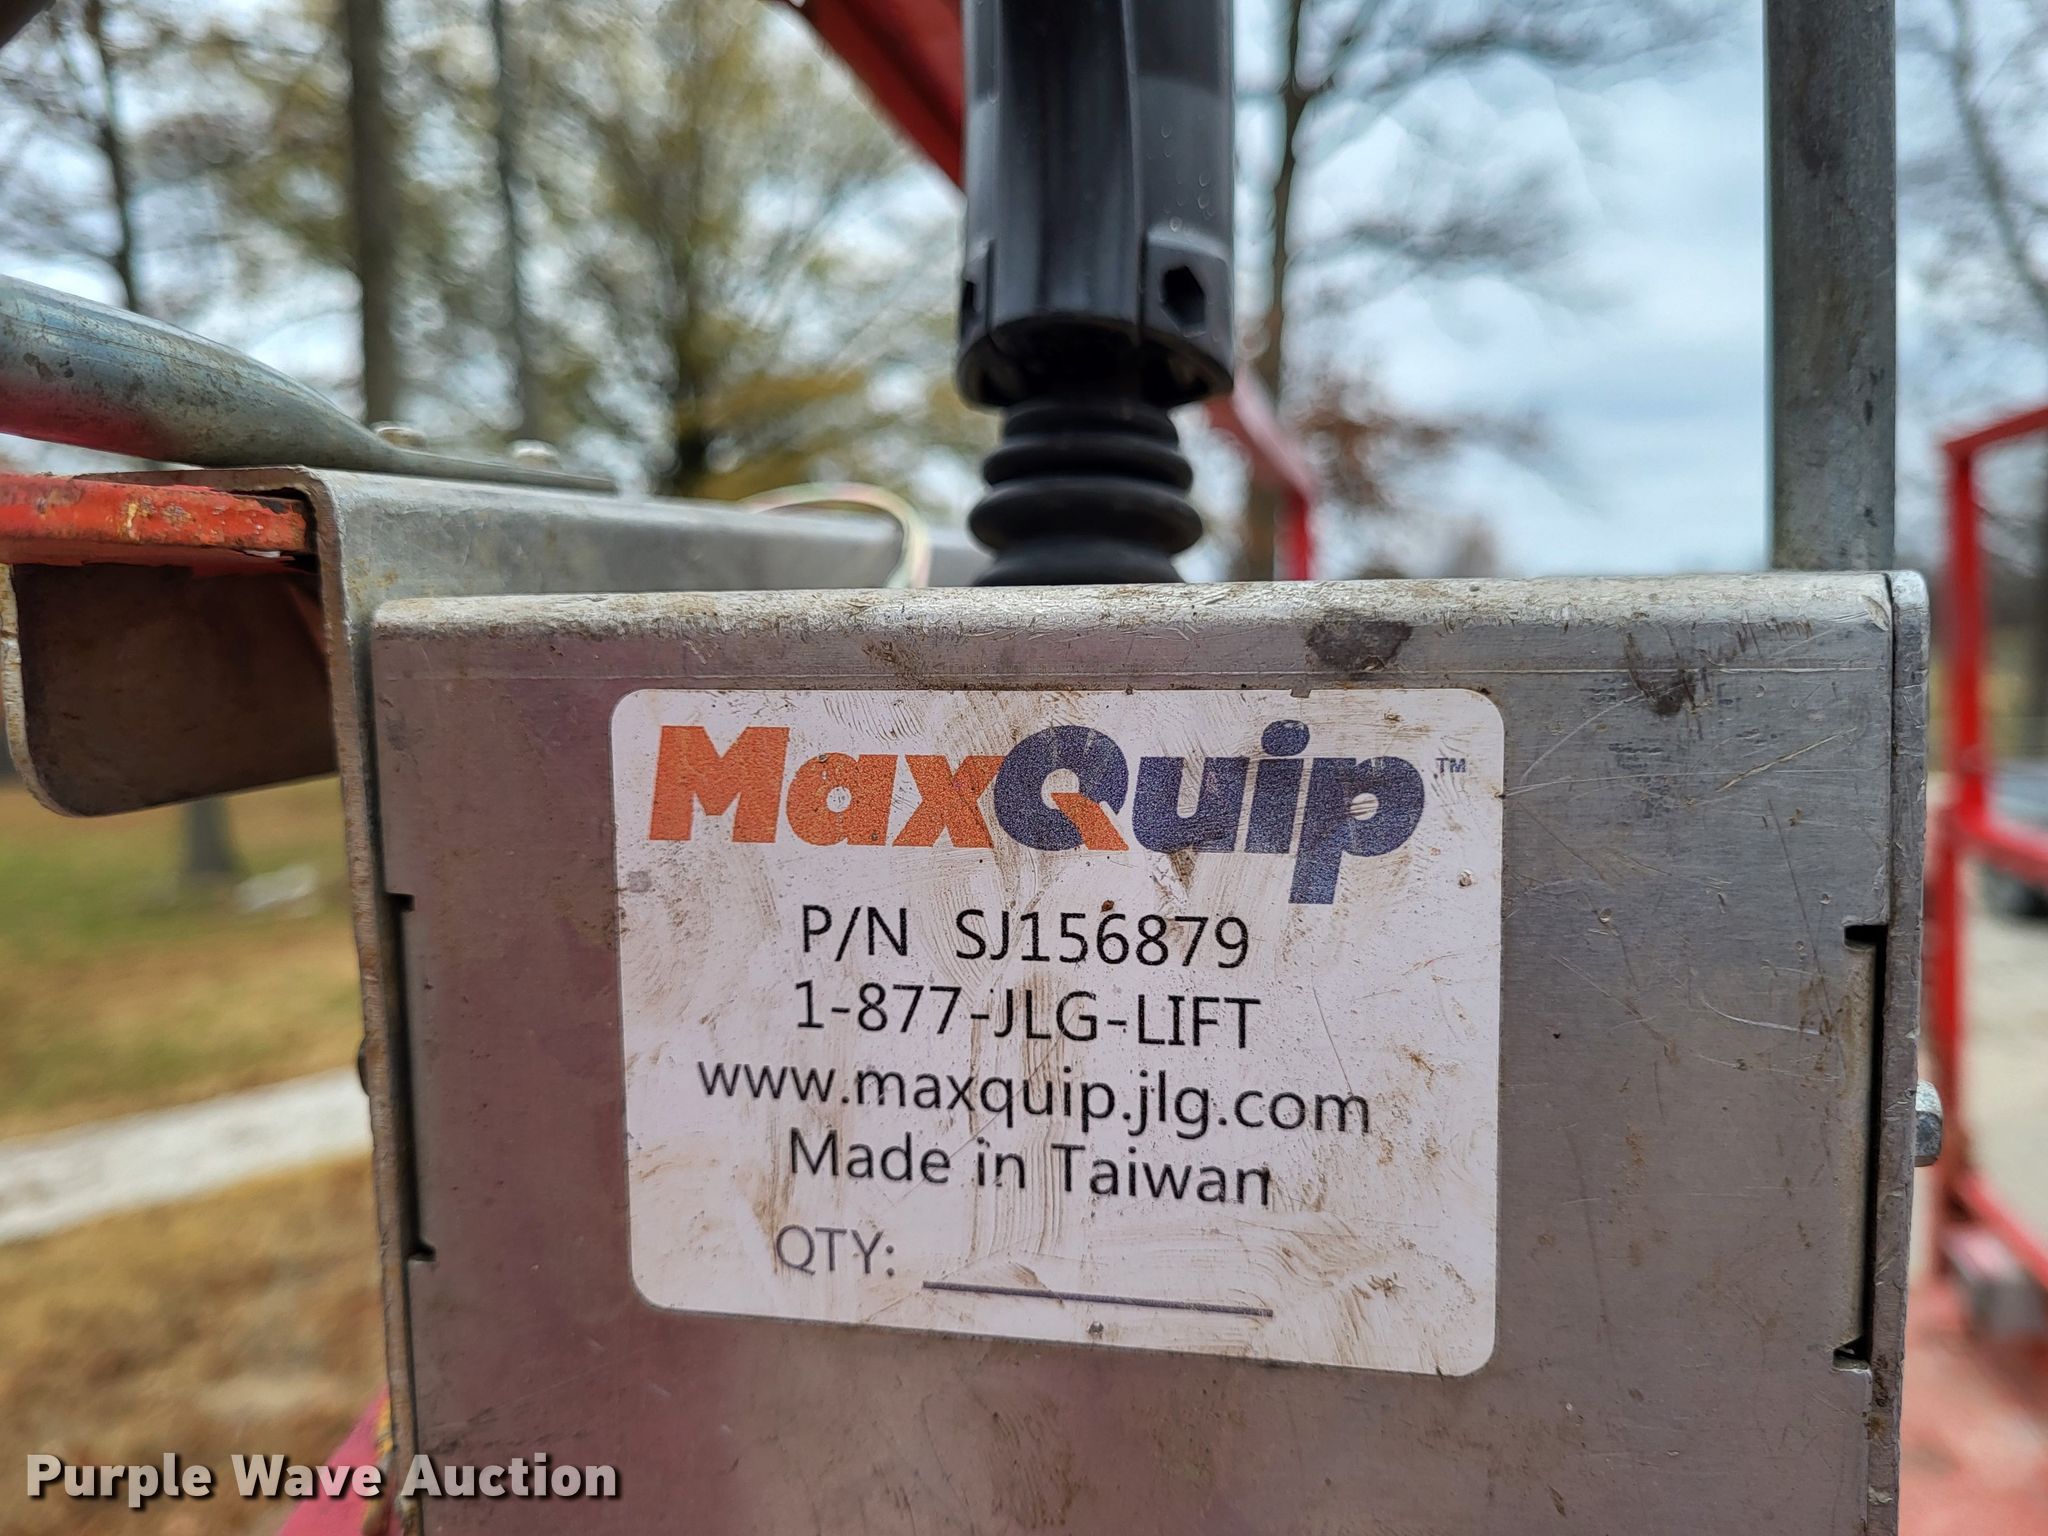 MaxQuip™
P/N SJ156879
1-877-JLG-LIFT
www.maxquip.jlg.com
Made in Taiwan
QTY:
Purple Wave Auction